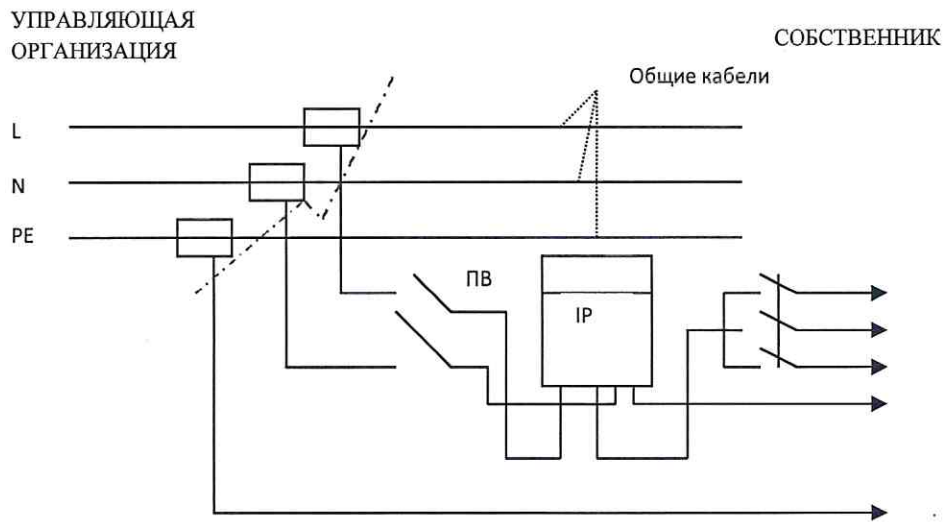 УПРАВЛЯЮЩАЯ
ОРГАНИЗАЦИЯ
СОБСТВЕННИК
Общие кабели
L
N
PE
ПВ
IP